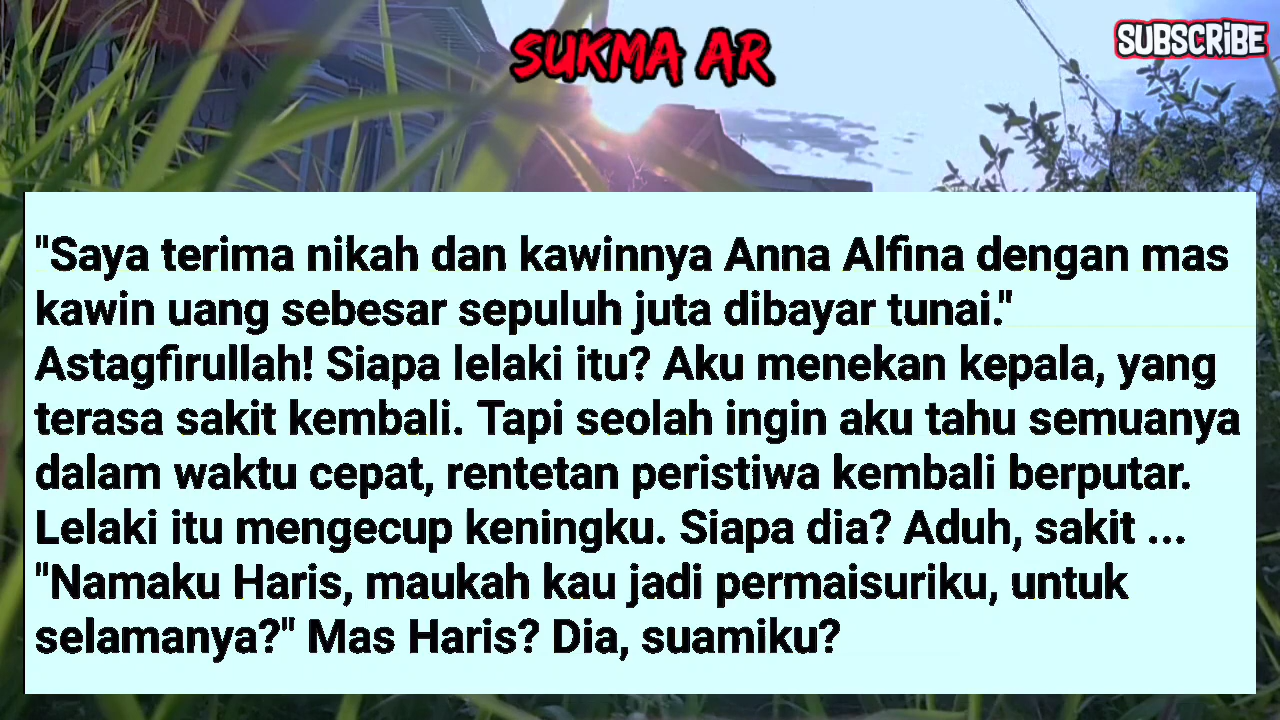 SUKMA AR
SUBSCRiBE
"Saya terima nikah dan kawinnya Anna Alfina dengan mas
kawin uang sebesar sepuluh juta dibayar tunai."
Astagfirullah! Siapa lelaki itu? Aku menekan kepala, yang
terasa sakit kembali. Tapi seolah ingin aku tahu semuanya
dalam waktu cepat, rentetan peristiwa kembali berputar.
Lelaki itu mengecup keningku. Siapa dia? Aduh, sakit ...
"Namaku Haris, maukah kau jadi permaisuriku, untuk
selamanya?" Mas Haris? Dia, suamiku?